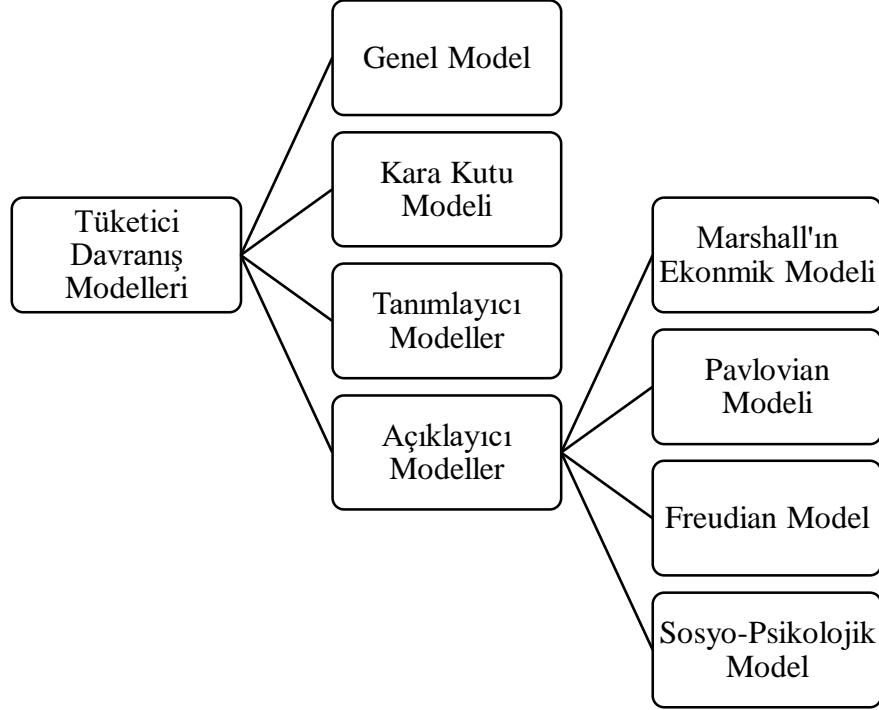 Tüketici
Davranış
Modelleri
Genel Model
Kara Kutu
Modeli
Tanımlayıcı
Modeller
Açıklayıcı
Modeller
Marshall'ın
Ekonmik Modeli
Pavlovian
Modeli
Freudian Model
Sosyo-Psikolojik
Model